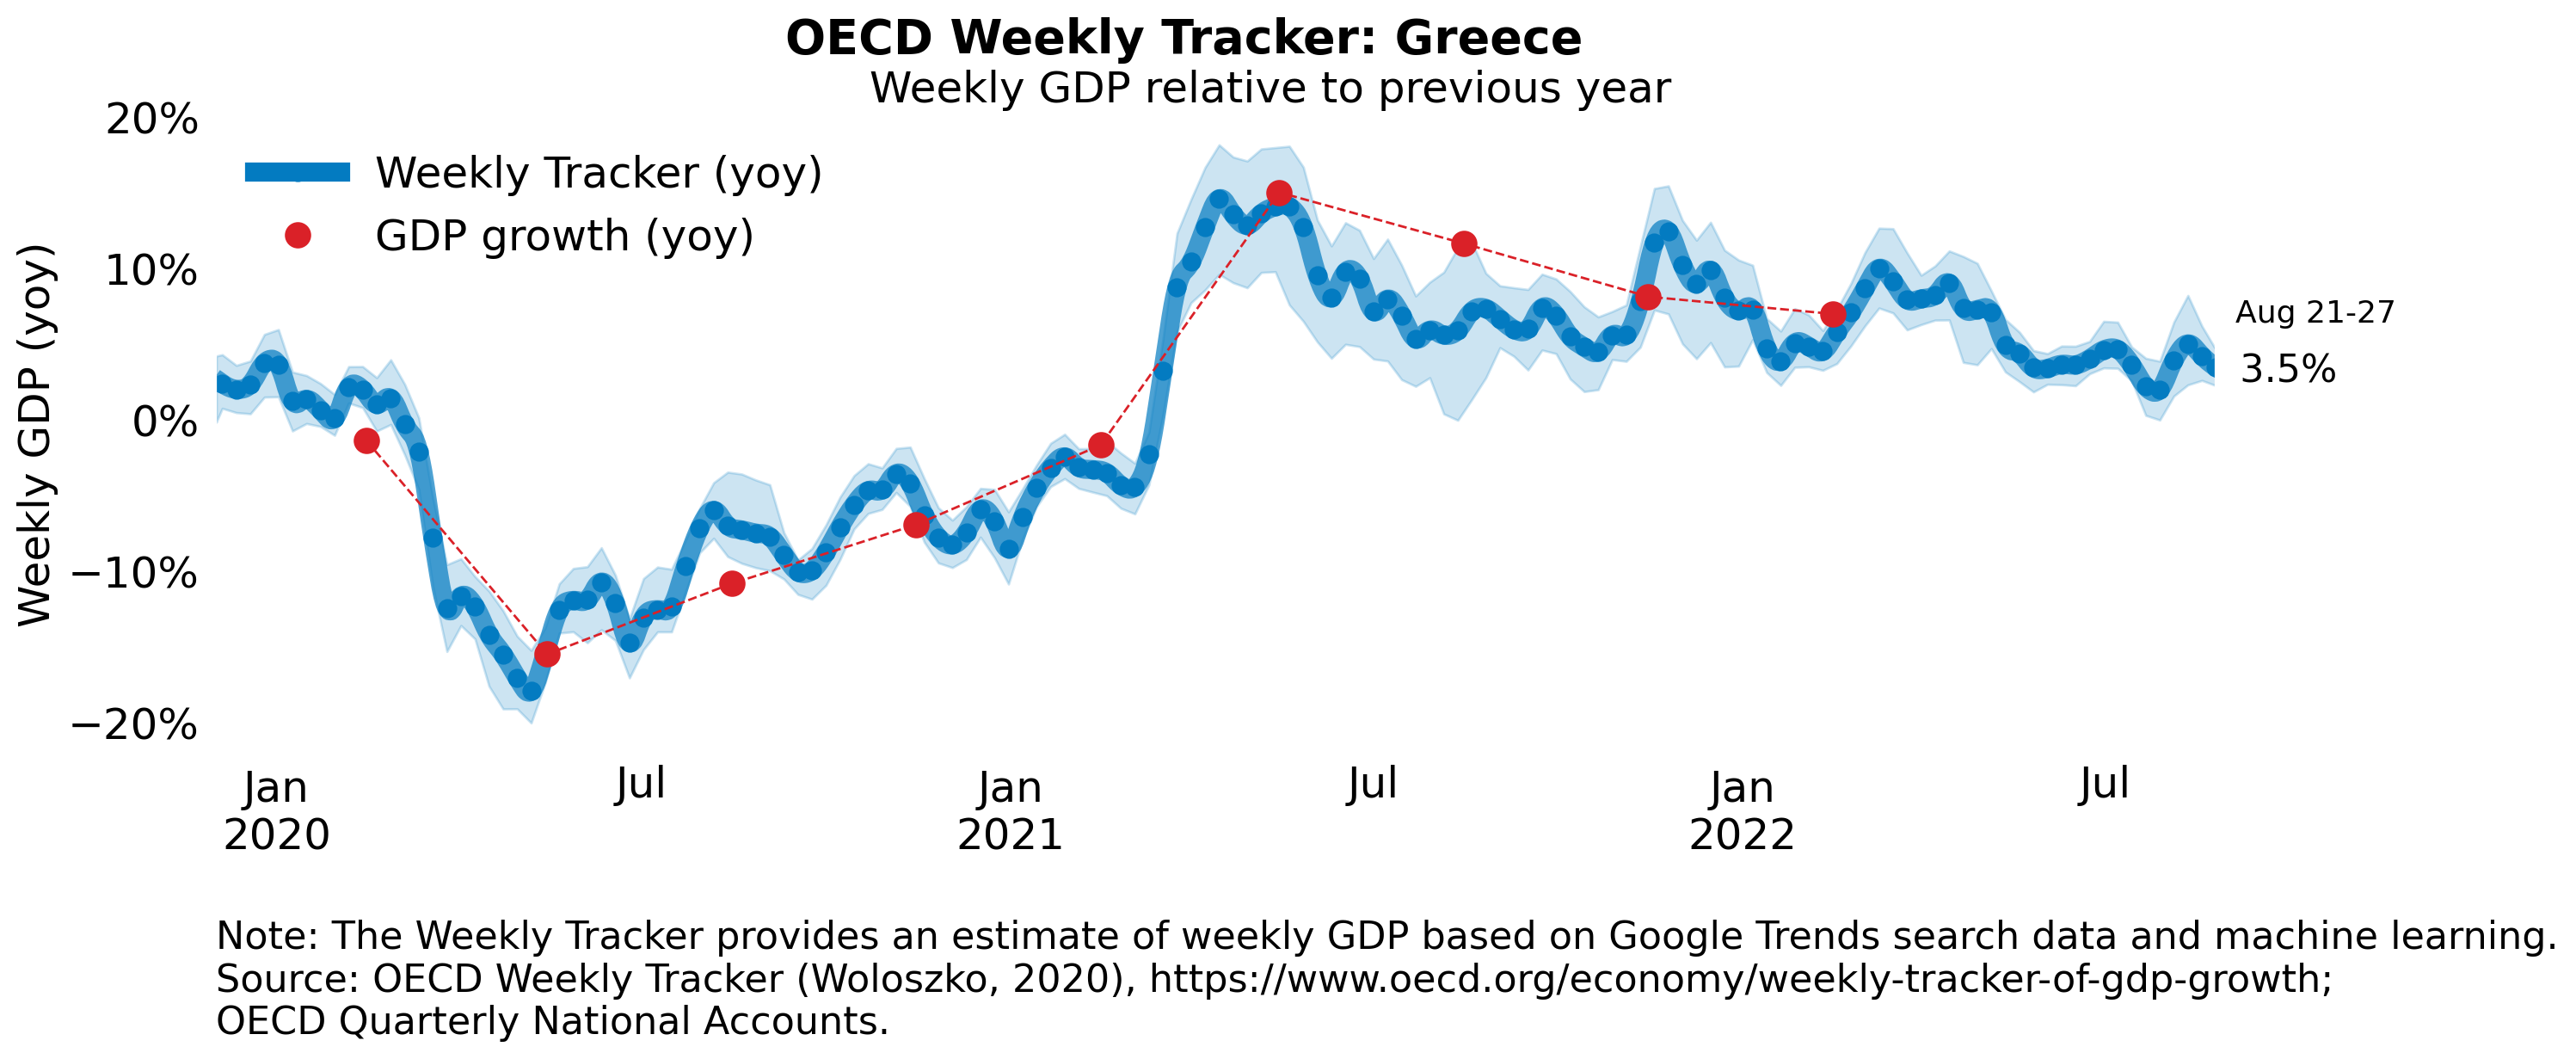 OECD Weekly Tracker: Greece
Weekly GDP relative to previous year
Weekly GDP (yoy)
20%
10%
0%
−10%
−20%
Weekly Tracker (yoy)
GDP growth (yoy)
Aug 21-27
3.5%
Jan
2020
Jul
Jan
2021
Jul
Jan
2022
Jul
Note: The Weekly Tracker provides an estimate of weekly GDP based on Google Trends search data and machine learning.
Source: OECD Weekly Tracker (Woloszko, 2020), https://www.oecd.org/economy/weekly-tracker-of-gdp-growth;
OECD Quarterly National Accounts.